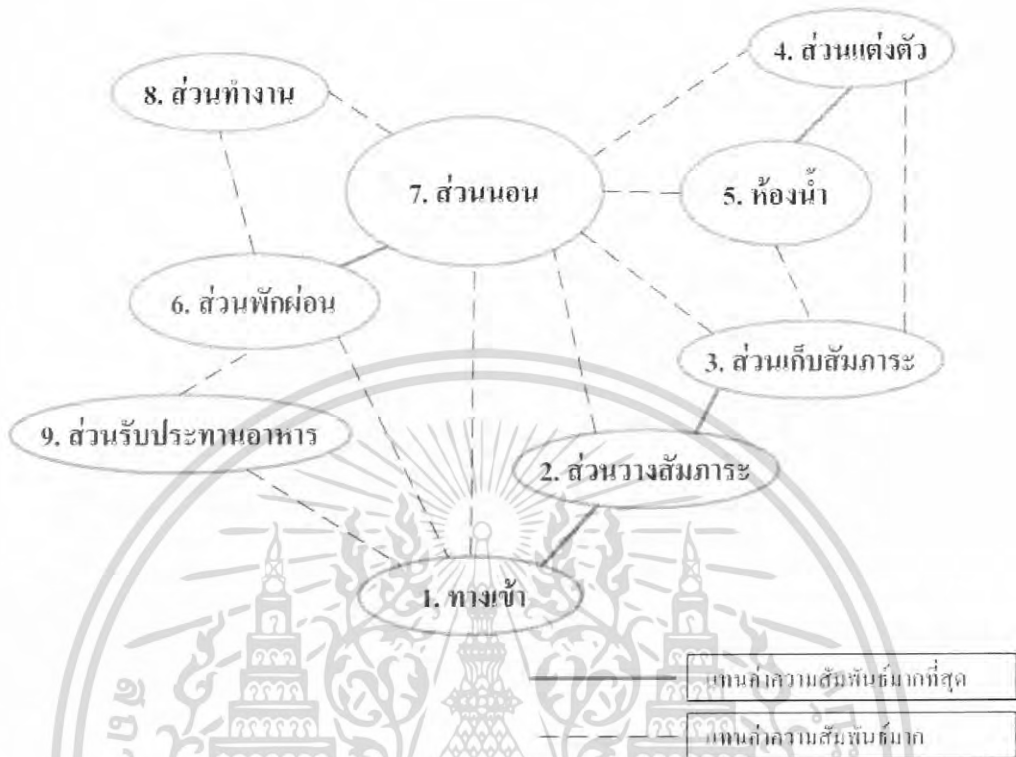 4. ส่วนแต่งตัว
8. ส่วนทำงาน
7. ส่วนนอน
5. ห้องน้ำ
6. ส่วนพักผ่อน
3. ส่วนเก็บสัมภาระ
9. ส่วนรับประทานอาหาร
2. ส่วนวางสัมภาระ
1. ทางเข้า
แทนค่าความสัมพันธ์มากที่สุด
แทนค่าความสัมพันธ์มาก